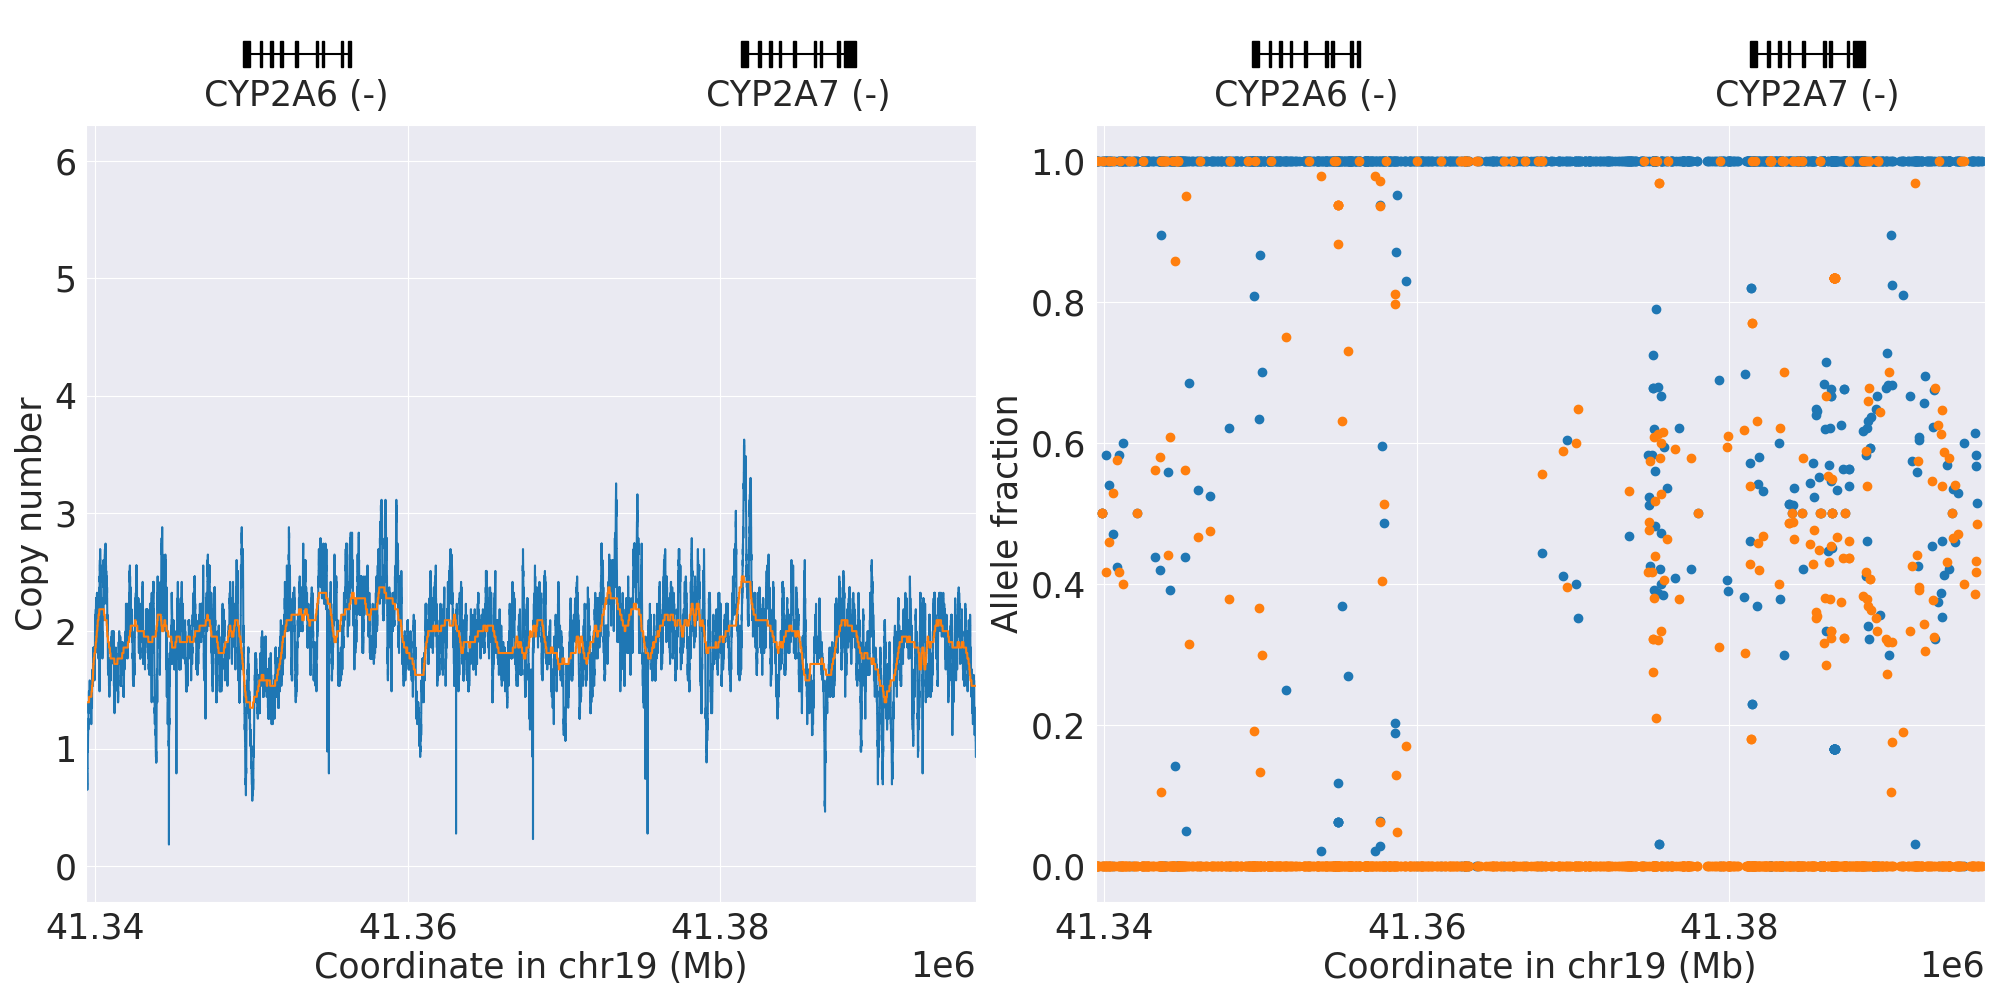 CYP2A6 (-)
CYP2A7 (-)
6
5
4
3
2
1
0
Copy number
41.34
41.36
41.38
Coordinate in chr19 (Mb)
1e6
CYP2A6 (-)
CYP2A7 (-)
1.0
0.8
0.6
0.4
0.2
0.0
Allele fraction
41.34
41.36
41.38
Coordinate in chr19 (Mb)
1e6